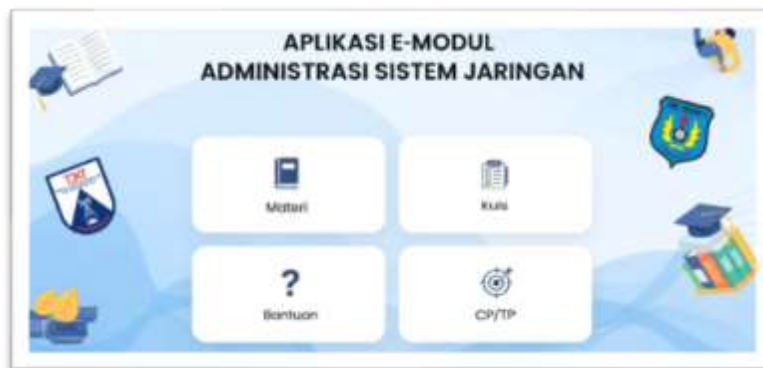 APLIKASI E-MODUL
ADMINISTRASI SISTEM JARINGAN
Materi
Kuis
Bantuan
CP/TP